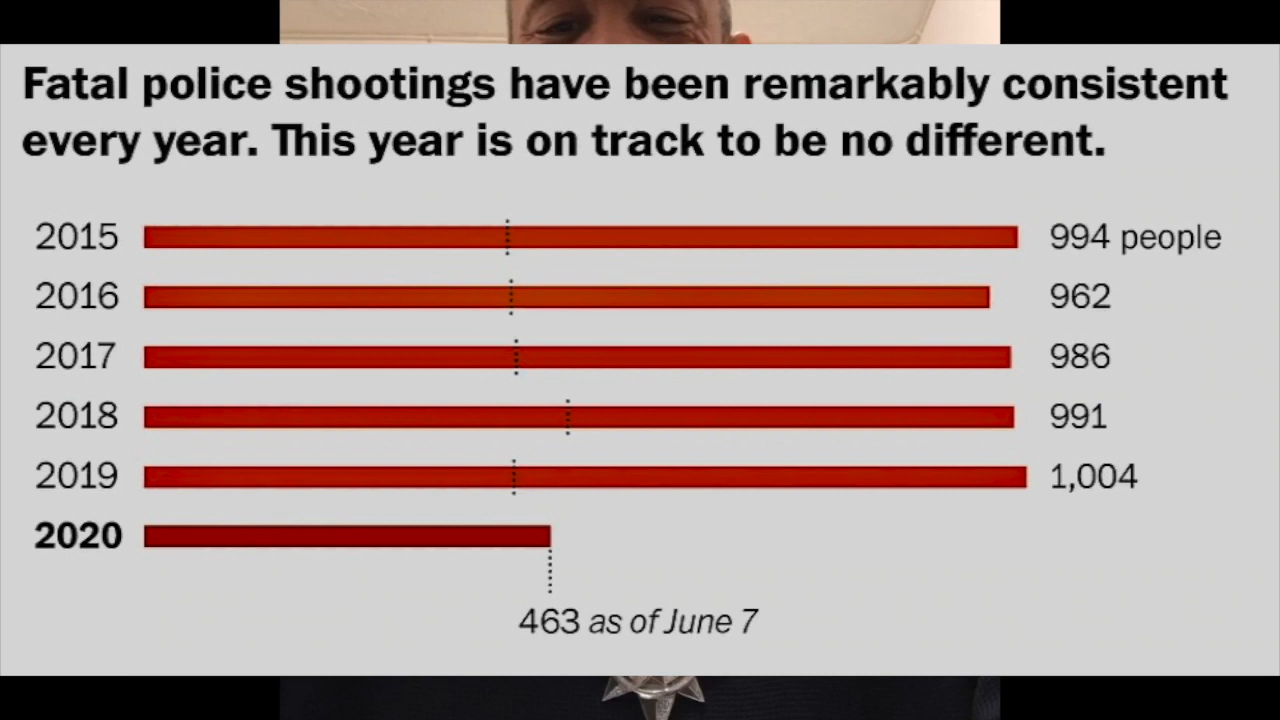 Fatal police shootings have been remarkably consistent
every year. This year is on track to be no different.
2015 994 people
2016 962
2017 986
2018 991
2019 1,004
2020
463 as of June 7